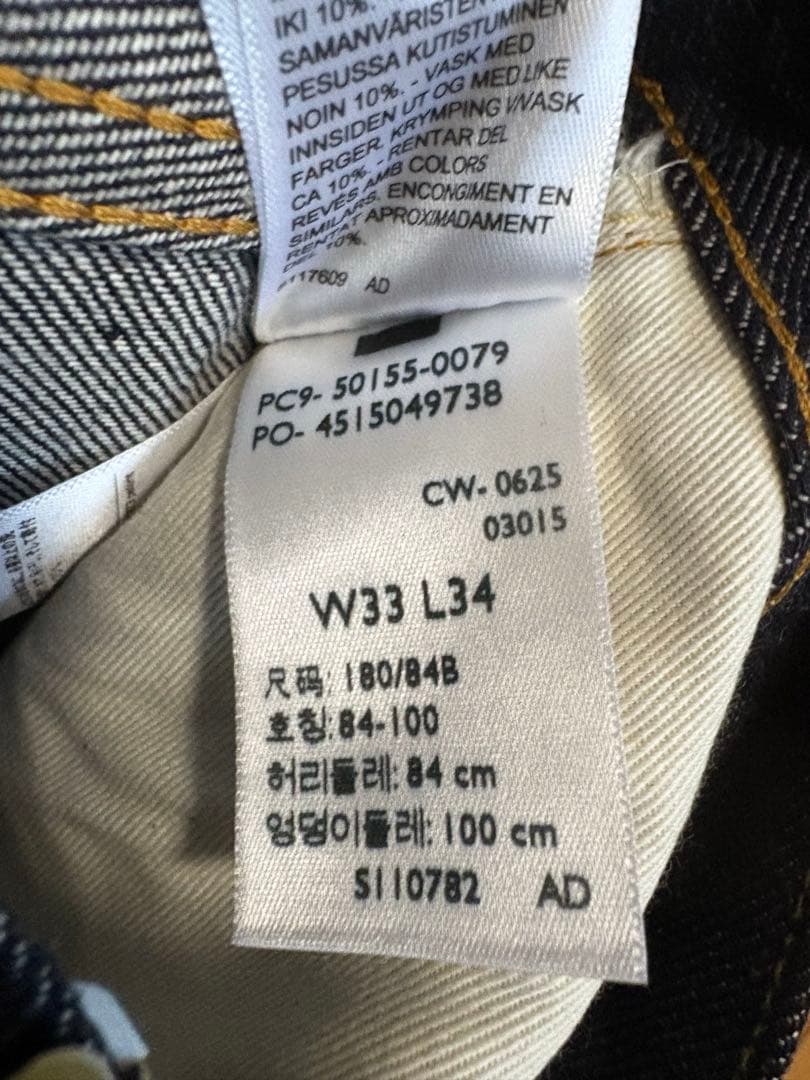 IKI 10%.
SAMANVÄRISTEN
PESUSSA KUTISTUMINEN
NOIN 10%. - VASK MED
INNSIDEN UT OG MED LIKE
FARGER. KRYMPING I VASK
CA 10%. - RENTAR DEL
REVÉS AMB COLORS
SIMILARS. ENCONGIMENT EN
RENTAT APROXIMADAMENT
DEL 10%.
117609 AD
PC9- 50155-0079
PO- 4515049738
CW- 0625
03015
W33 L34
尺码: 180/84B
호칭:84-100
허리둘레: 84 cm
엉덩이둘레: 100 cm
S110782 AD